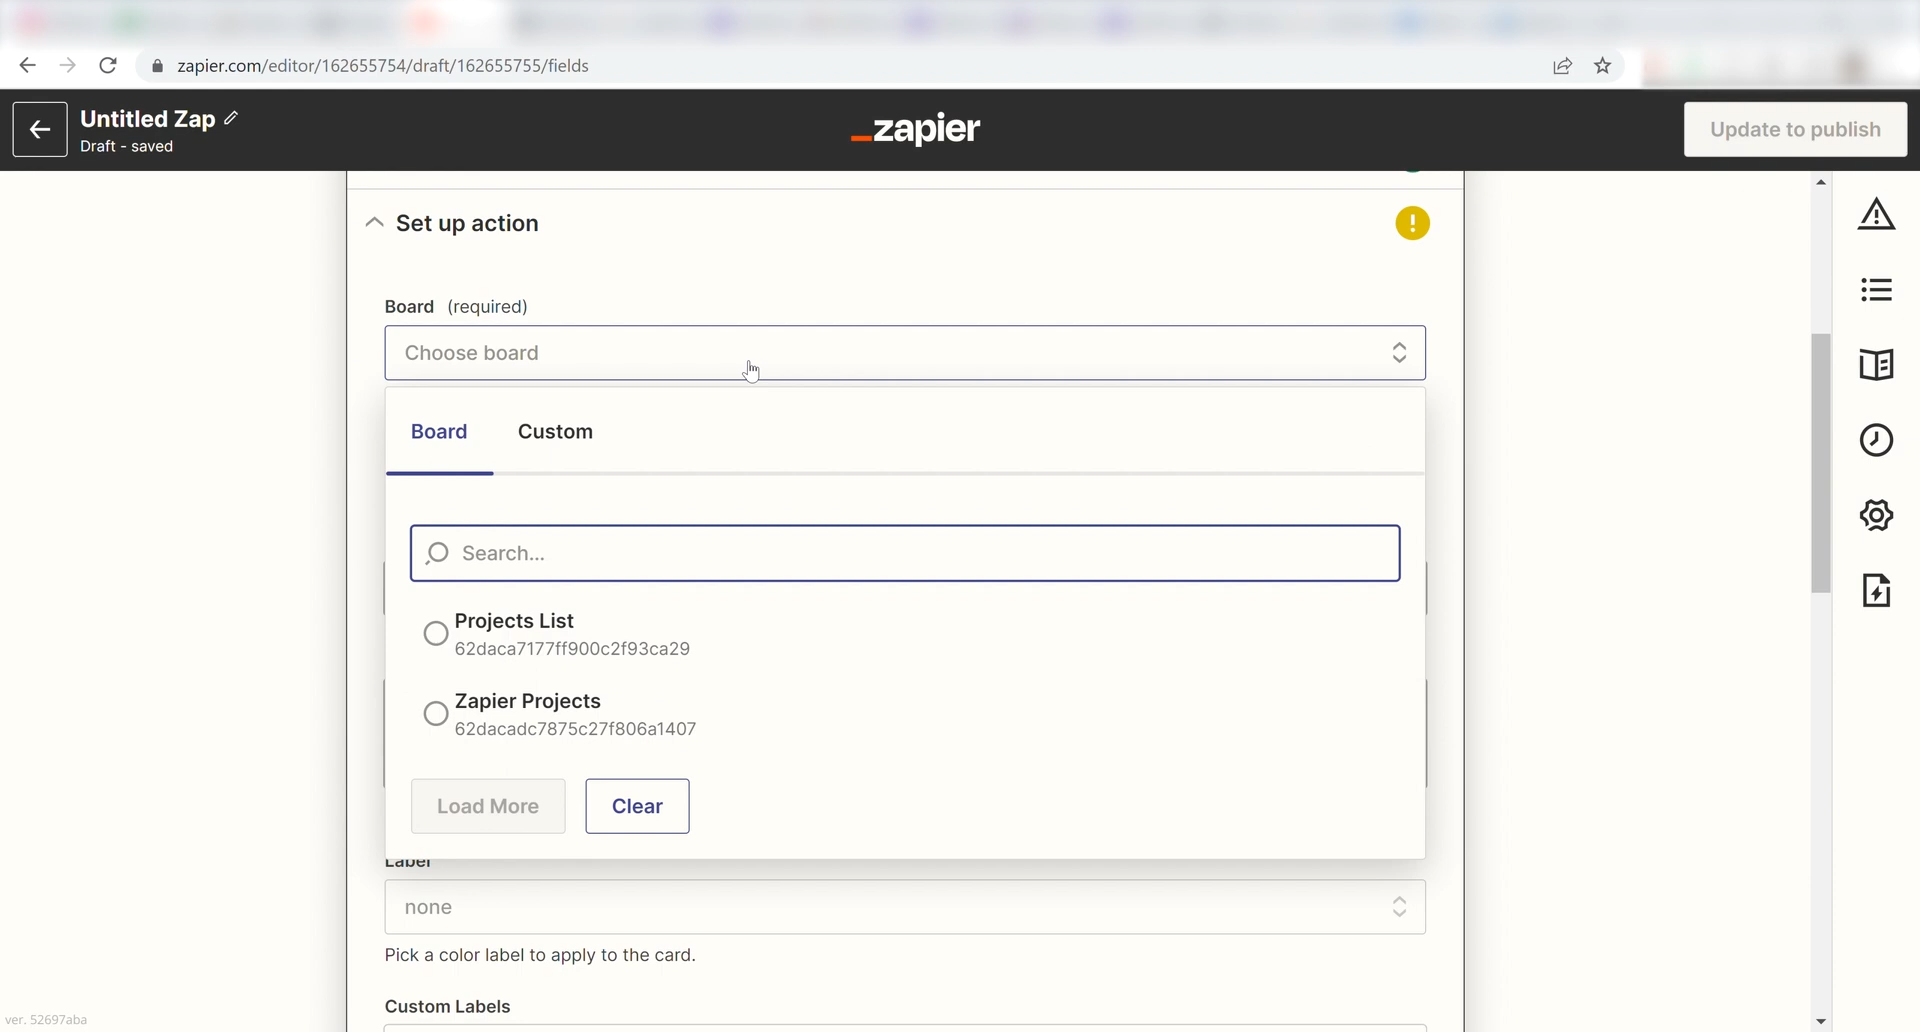 zapier.com/editor/162655754/draft/162655755/fields
Untitled Zap
Draft - saved
zapier
Update to publish
Set up action
Board (required)
Choose board
Board Custom
Search...
Projects List
62daca7177ff900c2f93ca29
Zapier Projects
62dacadc7875c27f806a1407
Load More Clear
Label
none
Pick a color label to apply to the card.
Custom Labels
ver. 52697aba